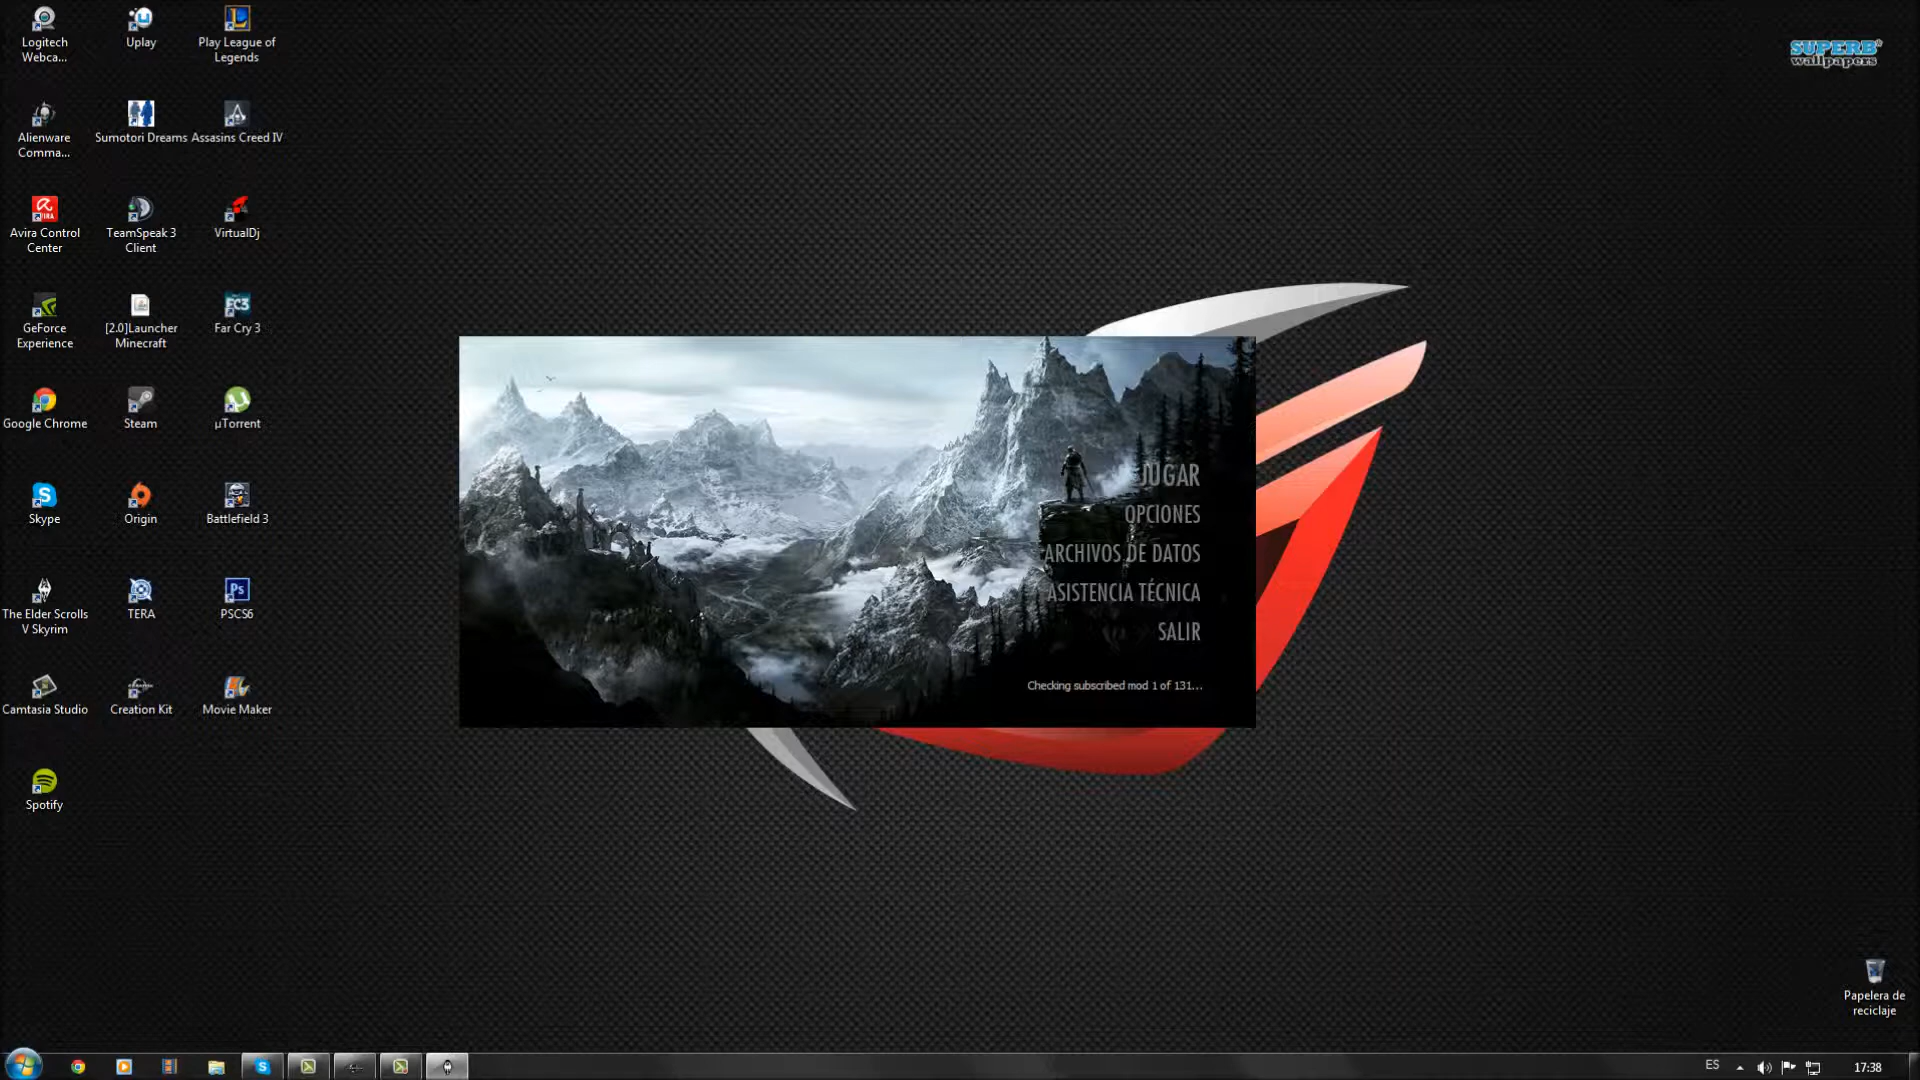 Logitech
Webca...
Uplay
Play League of
Legends
SUPERB®
wallpapers
Alienware
Comma...
Sumotori Dreams
Assasins Creed IV
Avira Control
Center
TeamSpeak 3
Client
VirtualDj
GeForce
Experience
[2.0]Launcher
Minecraft
Far Cry 3
Google Chrome
Steam
µTorrent
Skype
Origin
Battlefield 3
The Elder Scrolls
V Skyrim
TERA
PSCS6
Camtasia Studio
Creation Kit
Movie Maker
Spotify
JUGAR
OPCIONES
ARCHIVOS DE DATOS
ASISTENCIA TÉCNICA
SALIR
Checking subscribed mod 1 of 131...
Papelera de
reciclaje
ES
17:38